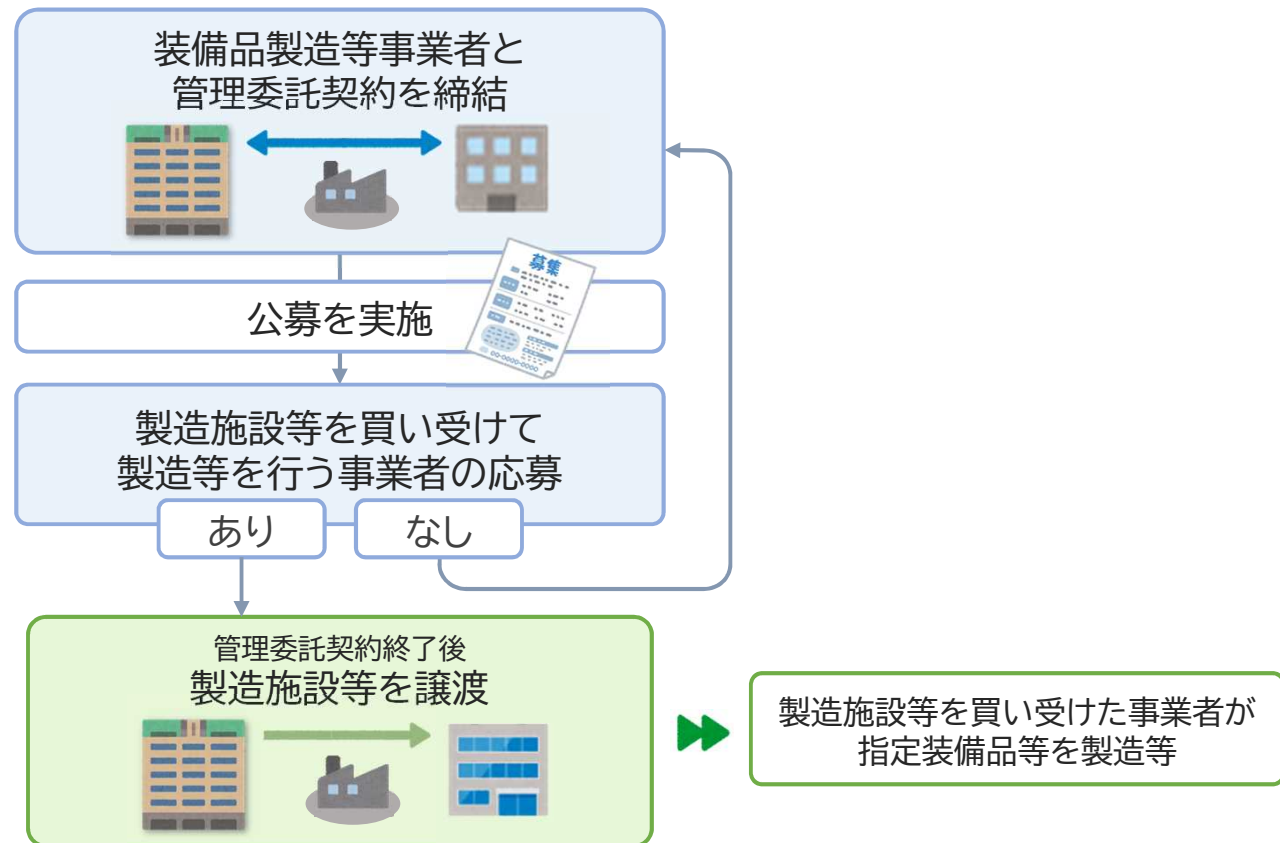 装備品製造等事業者と
管理委託契約を締結
募集
公募を実施
製造施設等を買い受けて
製造等を行う事業者の応募
あり
なし
管理委託契約終了後
製造施設等を譲渡
製造施設等を買い受けた事業者が
指定装備品等を製造等